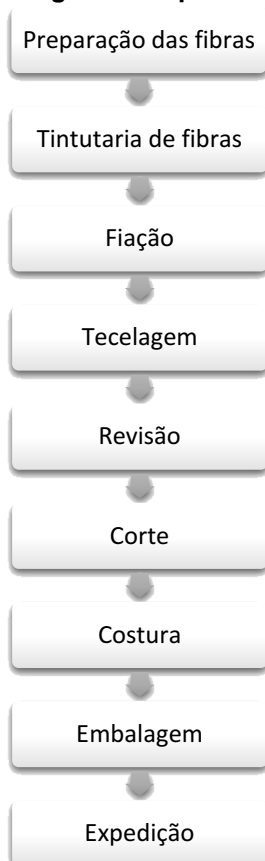 Preparação das fibras
Tintutaria de fibras
Fiação
Tecelagem
Revisão
Corte
Costura
Embalagem
Expedição